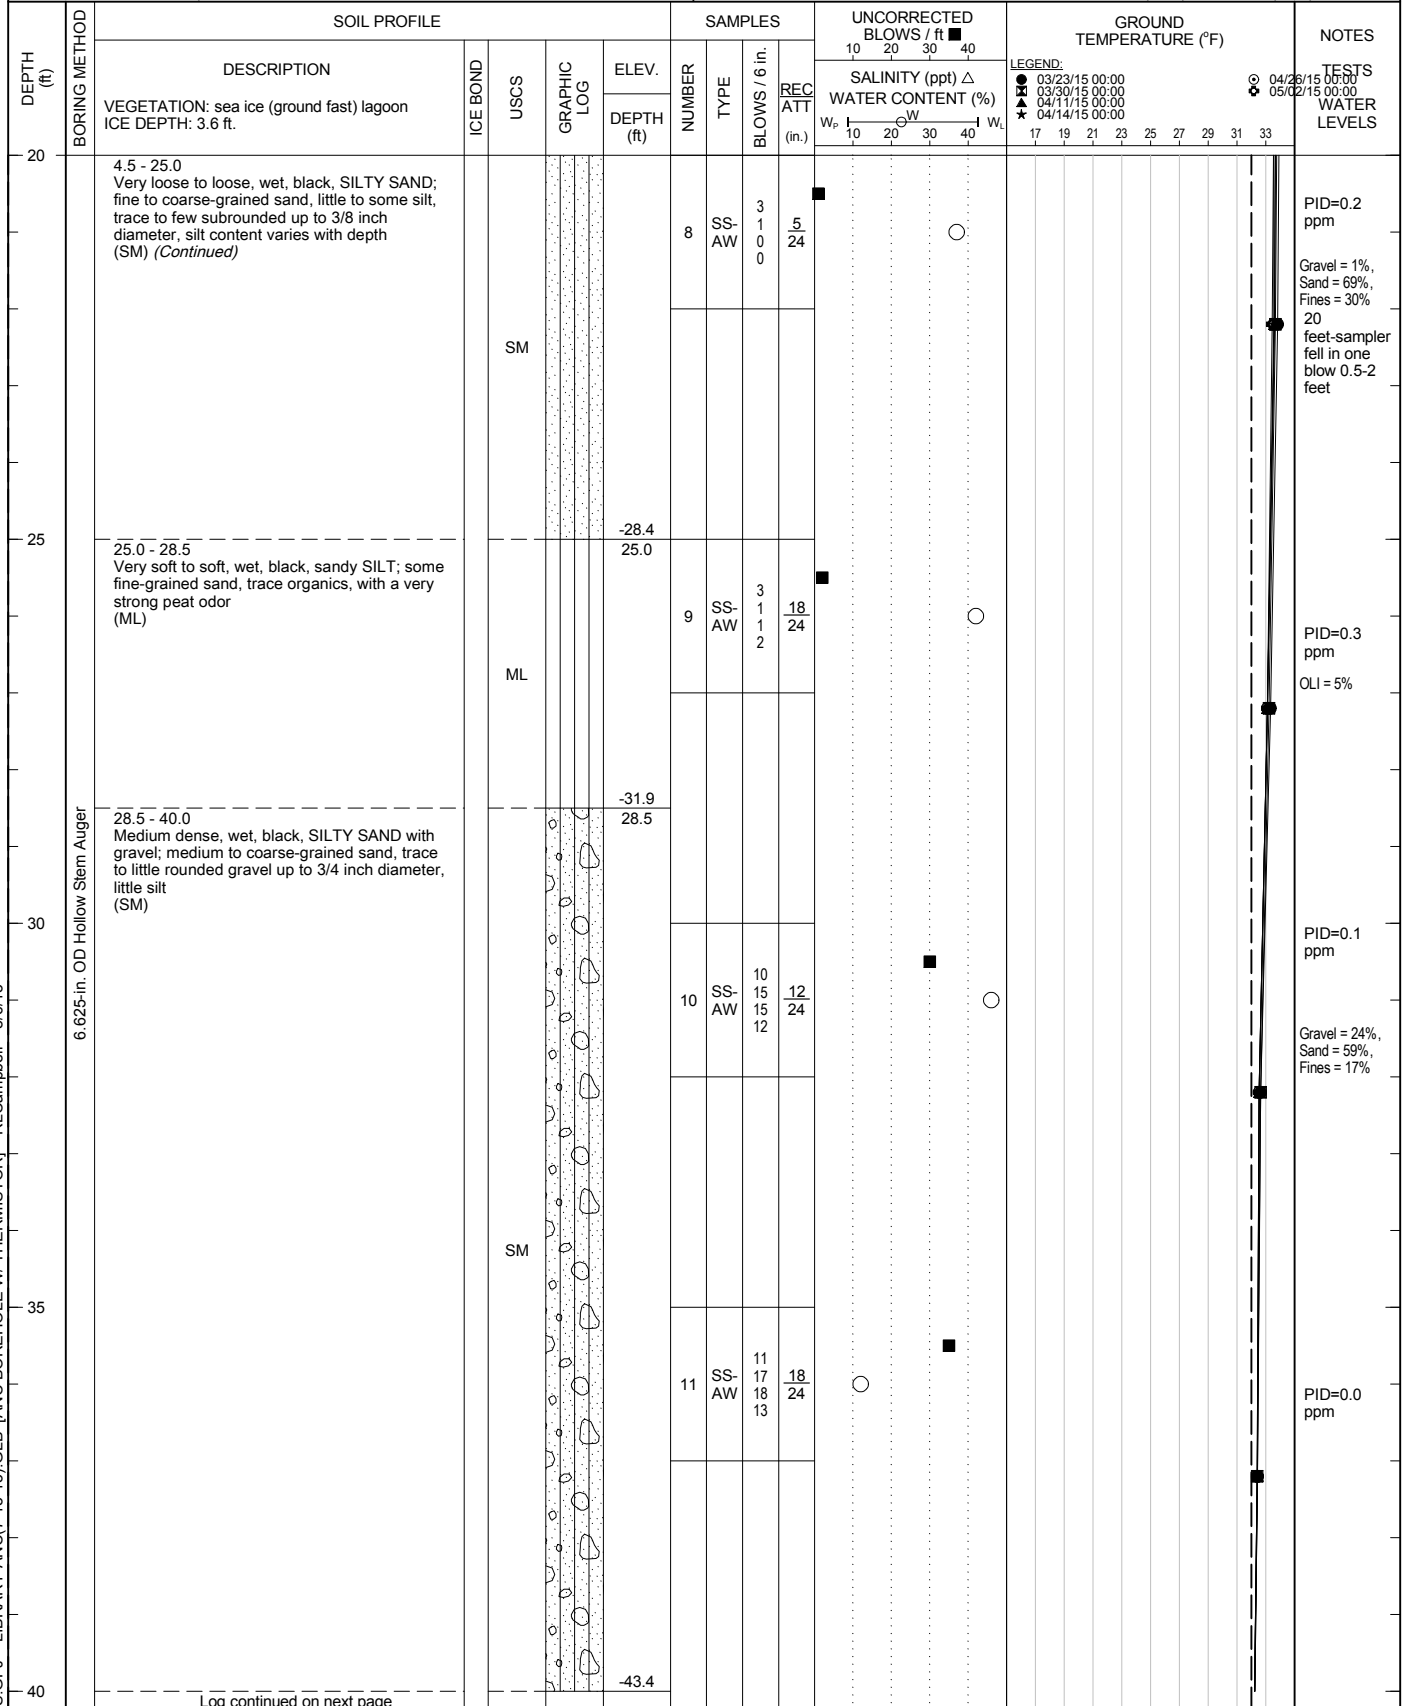 DEPTH
(ft)
BORING METHOD
SOIL PROFILE
DESCRIPTION
VEGETATION: sea ice (ground fast) lagoon
ICE DEPTH: 3.6 ft.
ICE BOND
USCS
GRAPHIC
LOG
ELEV.
DEPTH
(ft)
SAMPLES
NUMBER
TYPE
BLOWS / 6 in.
REC
ATT
(in.)
UNCORRECTED
BLOWS / ft ■
10 20 30 40
SALINITY (ppt) △
WATER CONTENT (%)
Wₚ W W_L
10 20 30 40
GROUND
TEMPERATURE (°F)
LEGEND:
03/23/15 00:00
03/30/15 00:00
04/11/15 00:00
★ 04/14/15 00:00
04/26/15 00:00
05/02/15 00:00
17 19 21 23 25 27 29 31 33
NOTES
TESTS
WATER
LEVELS
20
4.5 - 25.0
Very loose to loose, wet, black, SILTY SAND;
fine to coarse-grained sand, little to some silt,
trace to few subrounded up to 3/8 inch
diameter, silt content varies with depth
(SM) (Continued)
SM
8
SS-
AW
3
1
0
0
5
24
PID=0.2
ppm
Gravel = 1%,
Sand = 69%,
Fines = 30%
20
feet-sampler
fell in one
blow 0.5-2
feet
-28.4
25
25.0
25.0 - 28.5
Very soft to soft, wet, black, sandy SILT; some
fine-grained sand, trace organics, with a very
strong peat odor
(ML)
ML
9
SS-
AW
3
1
1
2
18
24
PID=0.3
ppm
OLI = 5%
-31.9
28.5
28.5 - 40.0
Medium dense, wet, black, SILTY SAND with
gravel; medium to coarse-grained sand, trace
to little rounded gravel up to 3/4 inch diameter,
little silt
(SM)
6.625-in. OD Hollow Stem Auger
30
10
SS-
AW
10
15
15
12
12
24
PID=0.1
ppm
Gravel = 24%,
Sand = 59%,
Fines = 17%
SM
35
11
SS-
AW
11
17
18
13
18
24
PID=0.0
ppm
-43.4
40
Log continued on next page